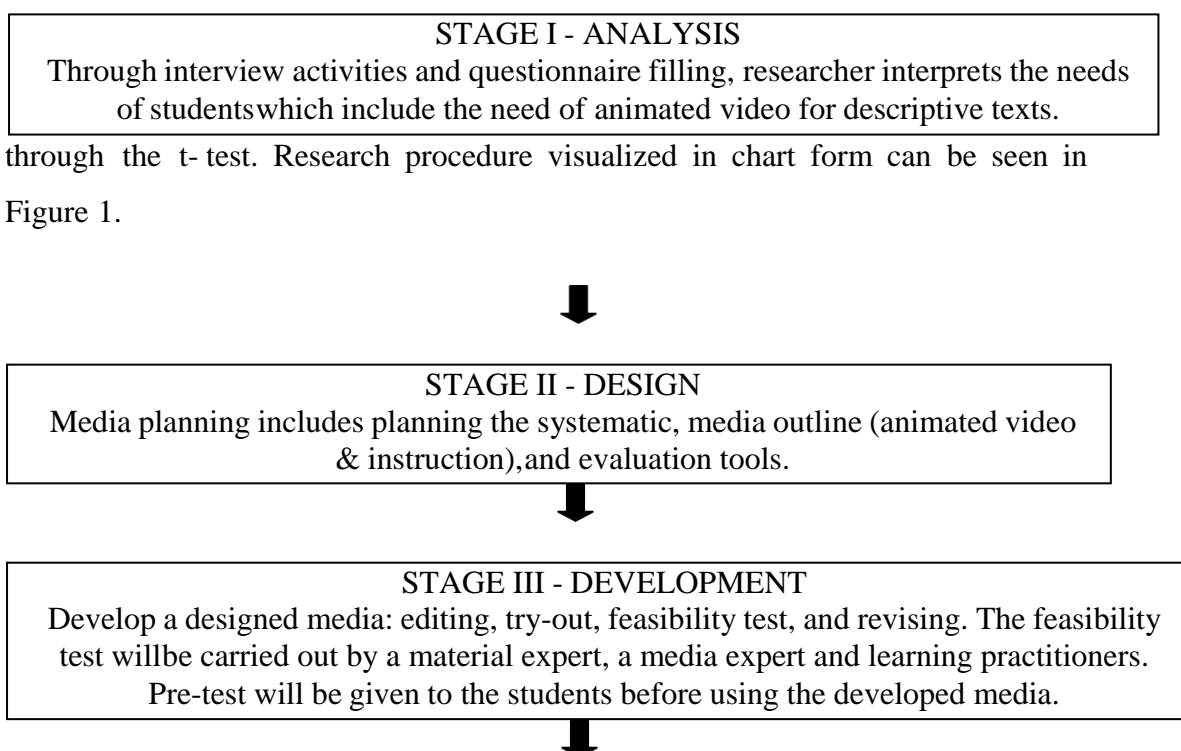 STAGE I - ANALYSIS
Through interview activities and questionnaire filling, researcher interprets the needs
of studentswhich include the need of animated video for descriptive texts.
through the t- test. Research procedure visualized in chart form can be seen in
Figure 1.
STAGE II - DESIGN
Media planning includes planning the systematic, media outline (animated video
& instruction),and evaluation tools.
STAGE III - DEVELOPMENT
Develop a designed media: editing, try-out, feasibility test, and revising. The feasibility
test willbe carried out by a material expert, a media expert and learning practitioners.
Pre-test will be given to the students before using the developed media.